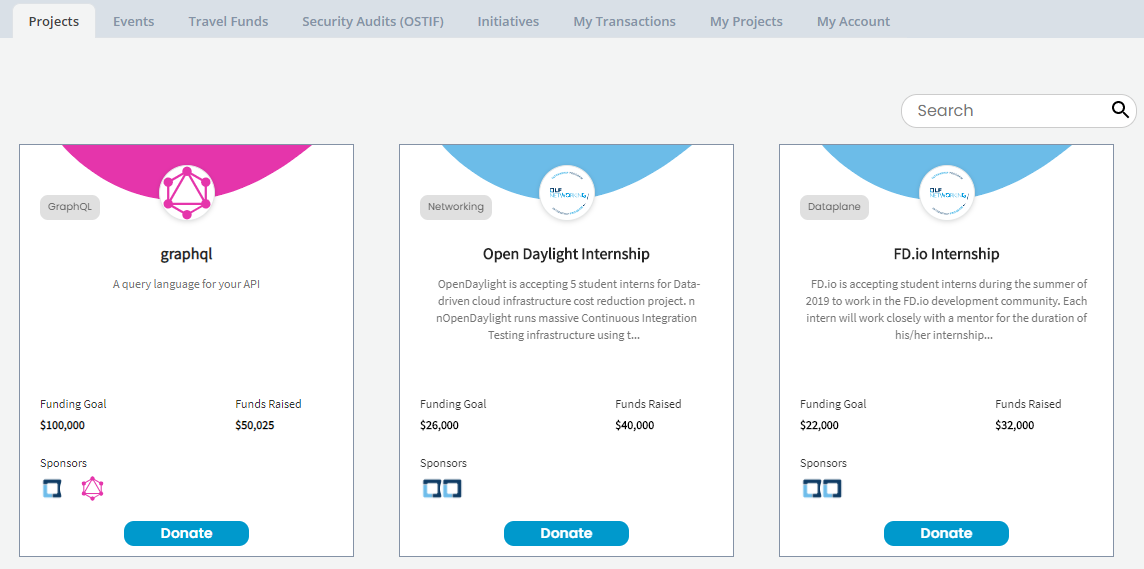 Projects Events Travel Funds Security Audits (OSTIF) Initiatives My Transactions My Projects My Account
Search
GraphQL
graphql
A query language for your API
Funding Goal Funds Raised
$100,000 $50,025
Sponsors
Donate
LF
NETWORKING
Networking
Open Daylight Internship
OpenDaylight is accepting 5 student interns for Data-
driven cloud infrastructure cost reduction project. n
nOpenDaylight runs massive Continuous Integration
Testing infrastructure using t...
Funding Goal Funds Raised
$26,000 $40,000
Sponsors
Donate
LF
NETWORKING
Dataplane
FD.io Internship
FD.io is accepting student interns during the summer of
2019 to work in the FD.io development community. Each
intern will work closely with a mentor for the duration of
his/her internship...
Funding Goal Funds Raised
$22,000 $32,000
Sponsors
Donate